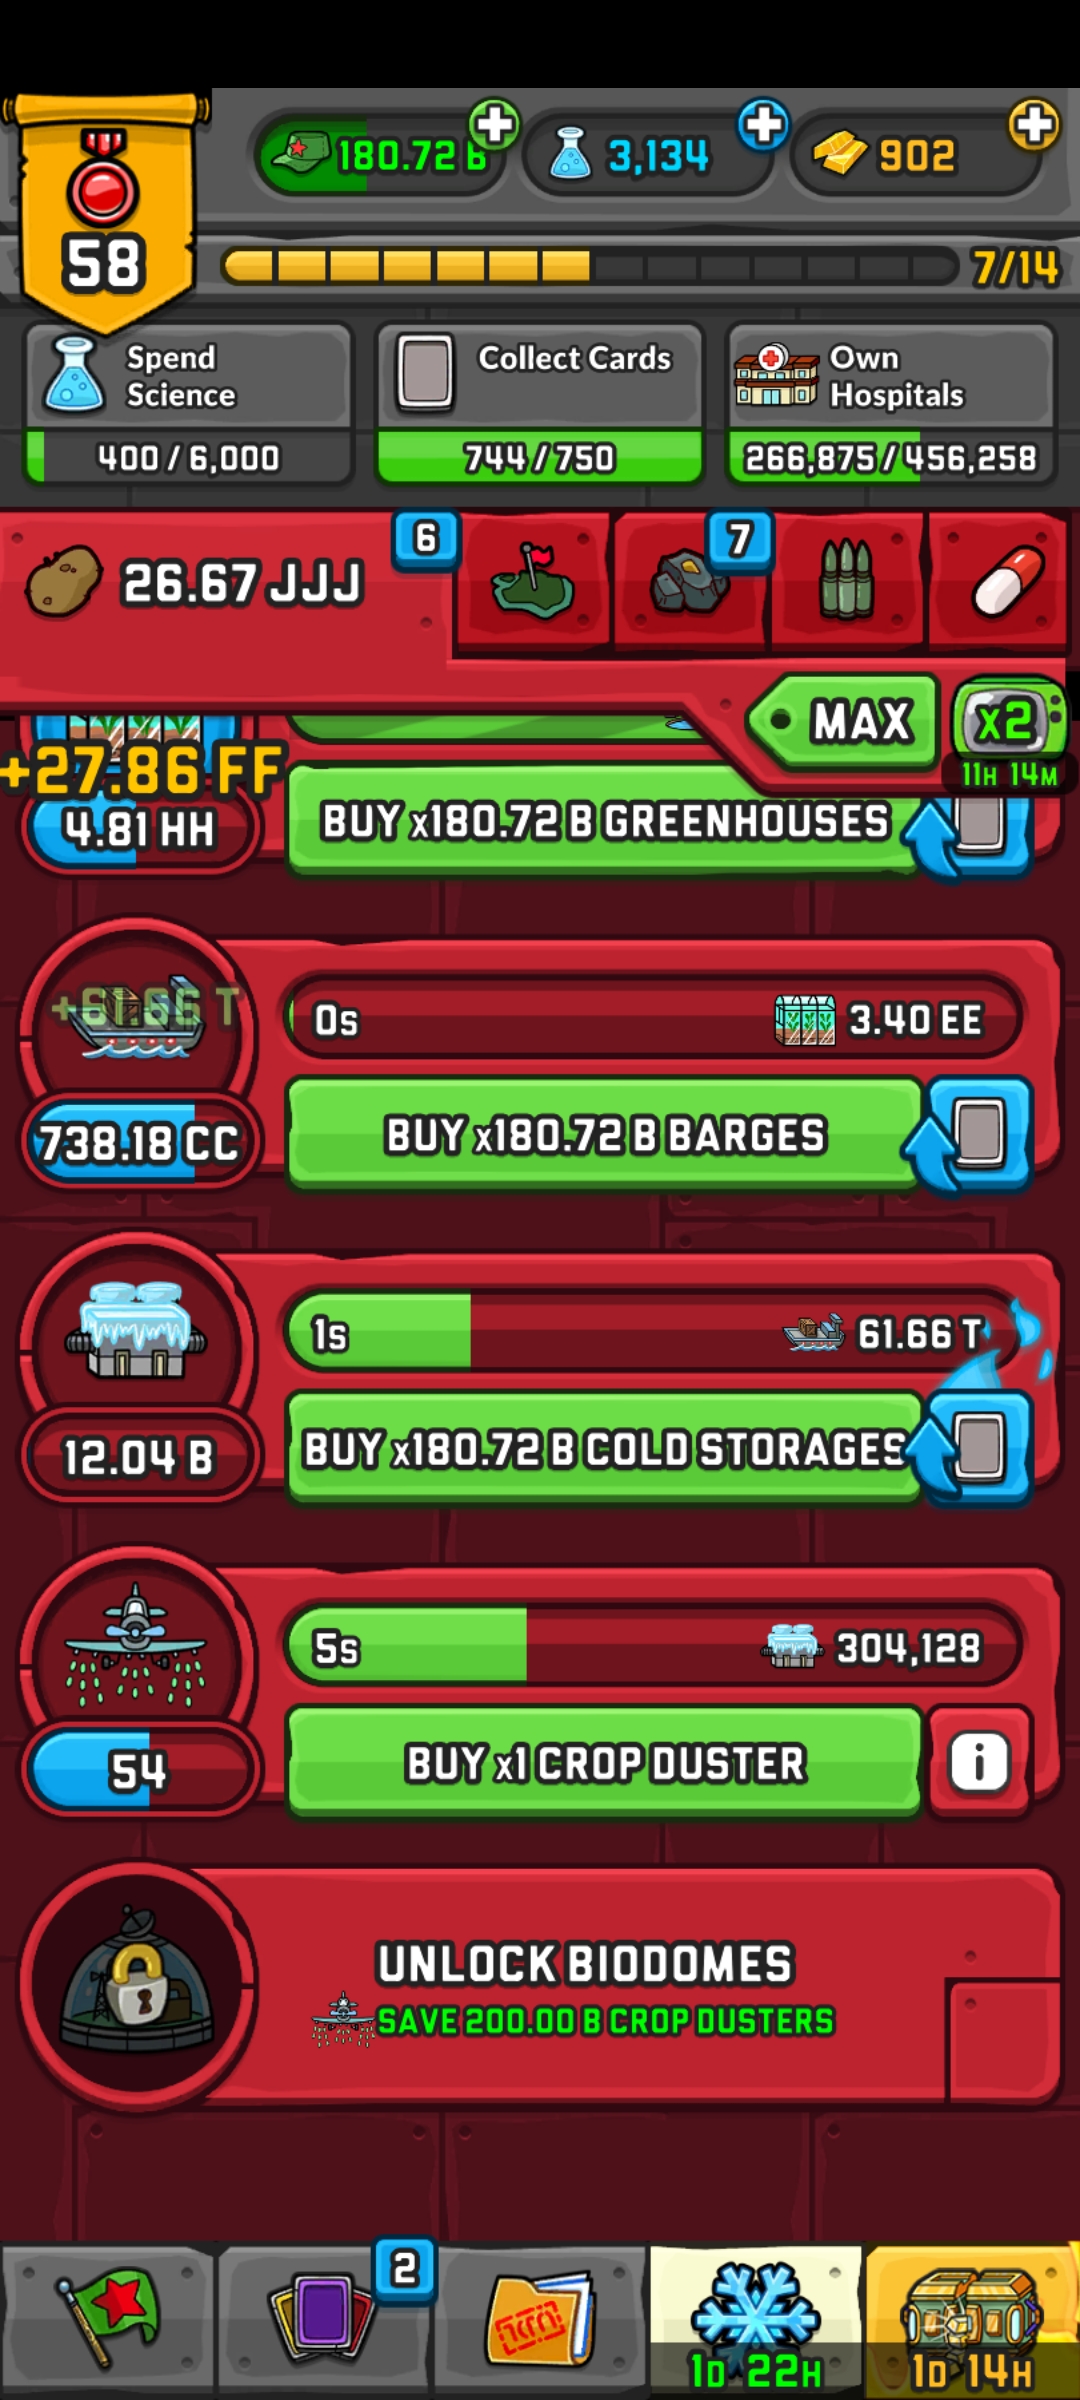 180.72 B
3,134
902
58
7/14
Spend
Science
400/6,000
Collect Cards
744/750
Own
Hospitals
266,875/456,258
26.67 JJJ
6
7
MAX
x2
11H 14M
+27.86 FF
4.81 HH
BUY x180.72 B GREENHOUSES
+61.66 T
0s
3.40 EE
738.18 CC
BUY x180.72 B BARGES
1s
61.66 T
12.04 B
BUY x180.72 B COLD STORAGES
5s
304,128
54
BUY x1 CROP DUSTER
i
UNLOCK BIODOMES
SAVE 200.00 B CROP DUSTERS
2
1D 22H
1D 14H